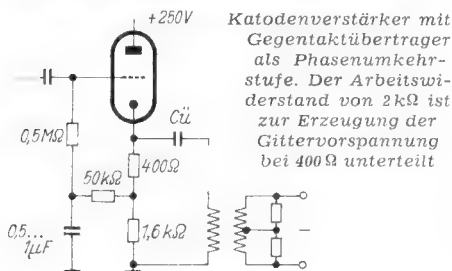 +250V
Katodenverstärker mit
Gegentaktübertrager
als Phasenumkehr-
stufe. Der Arbeitswi-
derstand von 2kΩ ist
zur Erzeugung der
Gittervorspannung
bei 400Ω unterteilt
Cü
0,5MΩ
400Ω
50kΩ
0,5...
1μF
1,6kΩ